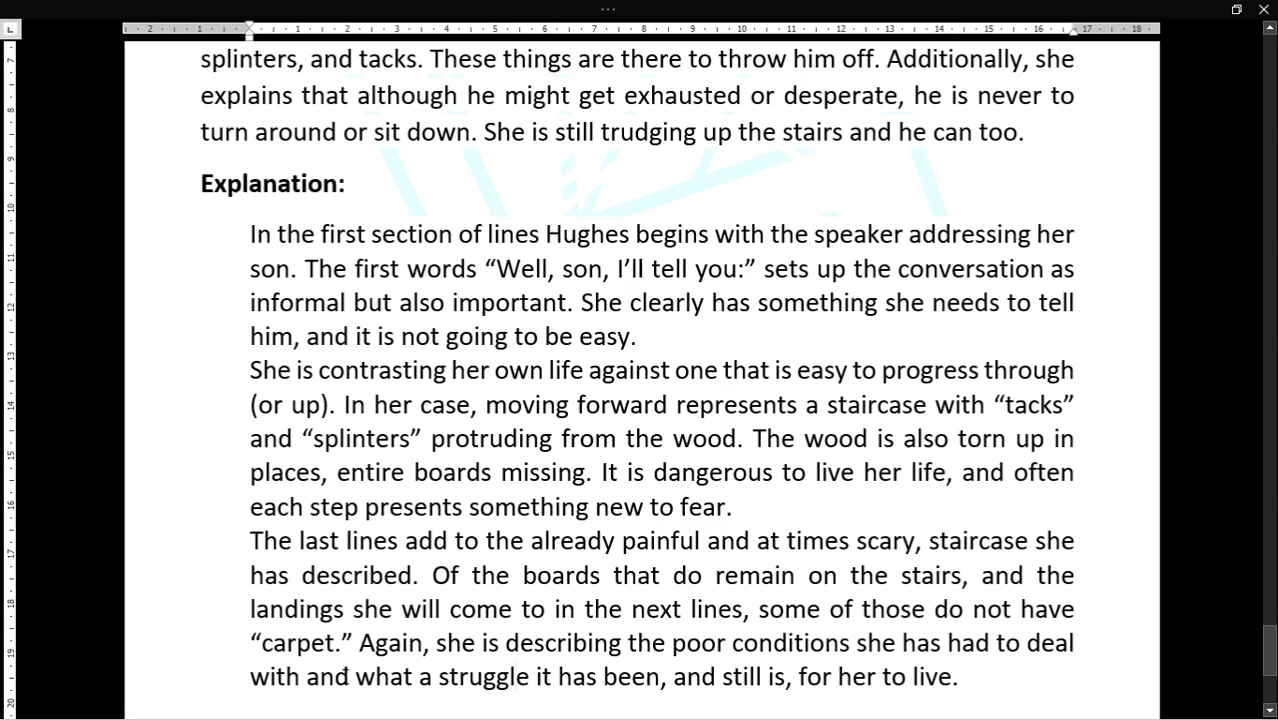 splinters, and tacks. These things are there to throw him off. Additionally, she
explains that although he might get exhausted or desperate, he is never to
turn around or sit down. She is still trudging up the stairs and he can too.
Explanation:
In the first section of lines Hughes begins with the speaker addressing her
son. The first words “Well, son, I’ll tell you:” sets up the conversation as
informal but also important. She clearly has something she needs to tell
him, and it is not going to be easy.
She is contrasting her own life against one that is easy to progress through
(or up). In her case, moving forward represents a staircase with “tacks”
and “splinters” protruding from the wood. The wood is also torn up in
places, entire boards missing. It is dangerous to live her life, and often
each step presents something new to fear.
The last lines add to the already painful and at times scary, staircase she
has described. Of the boards that do remain on the stairs, and the
landings she will come to in the next lines, some of those do not have
“carpet.” Again, she is describing the poor conditions she has had to deal
with and what a struggle it has been, and still is, for her to live.